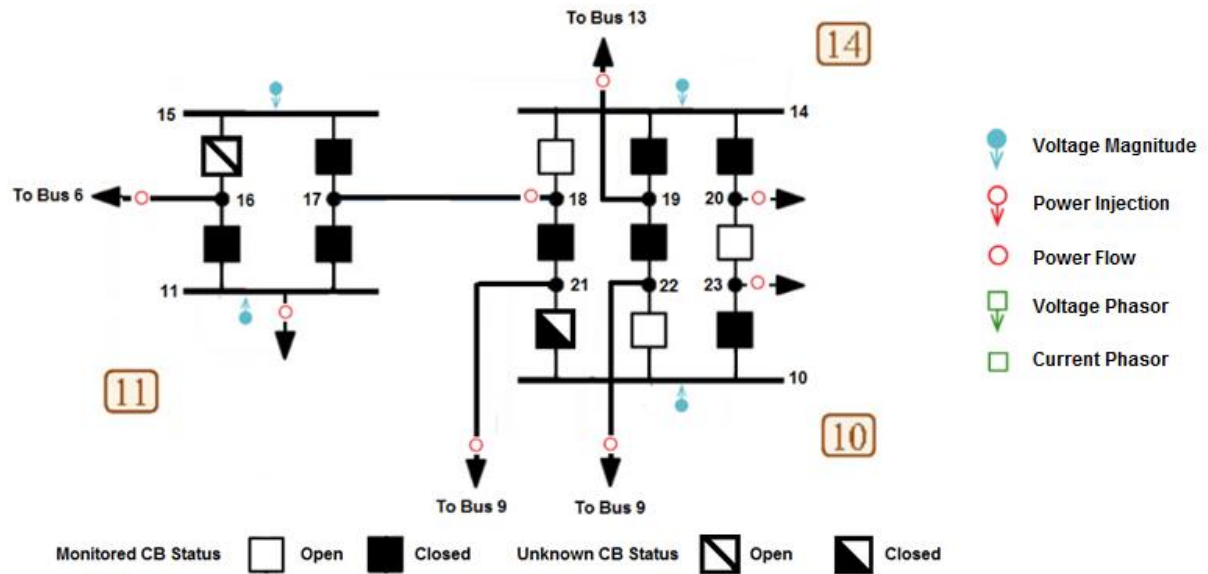 To Bus 13
14
15
14
To Bus 6
16
17
18
19
20
11
21
22
23
10
11
10
To Bus 9
To Bus 9
Voltage Magnitude
Power Injection
Power Flow
Voltage Phasor
Current Phasor
Monitored CB Status Open Closed Unknown CB Status Open Closed